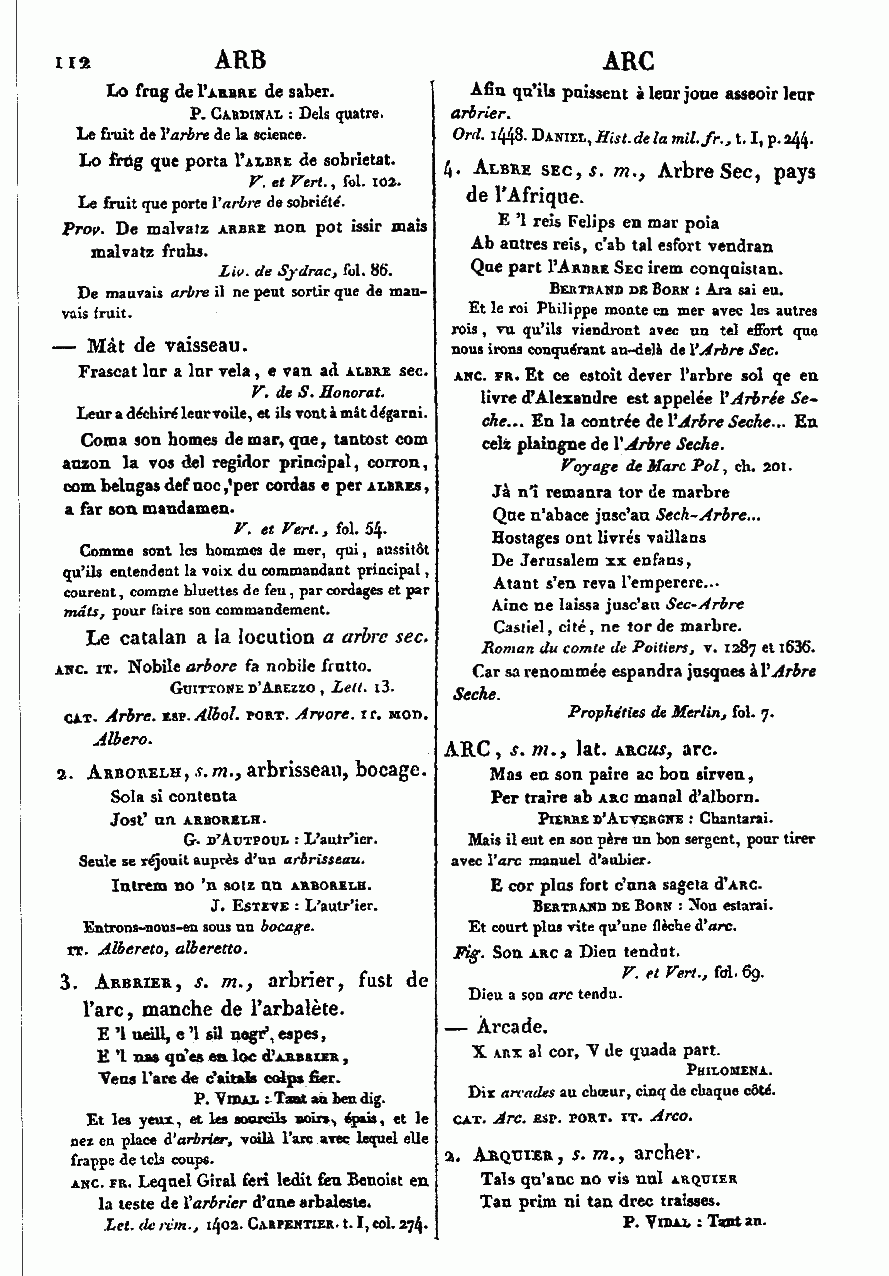 112 ARB ARC
Lo frug de l'ARBRE de saber.
P. CARDINAL : Dels quatre.
Le fruit de l'arbre de la science.
Lo frug que porta l'ALBRE de sobrietat.
V. et Vert., fol. 102.
Le fruit que porte l'arbre de sobriété.
Prov. De malvatz ARBRE non pot issir mais
malvatz fruhs.
Liv. de Sydrac, fol. 86.
De mauvais arbre il ne peut sortir que de mau-
vais fruit.
— Mât de vaisseau.
Frascat lur a lur vela, e van ad ALBRE sec.
V. de S. Honorat.
Leur a déchiré leur voile, et ils vont à mât dégarni.
Coma son homes de mar, que, tantost com
auzon la vos del regidor principal, corron,
com belugas de fuoc, per cordas e per ALBRES,
a far son mandamen.
V. et Vert., fol. 54.
Comme sont les hommes de mer, qui, aussitôt
qu'ils entendent la voix du commandant principal,
courent, comme bluettes de feu, par cordages et par
mâts, pour faire son commandement.
Le catalan a la locution a arbre sec.
ANC. IT. Nobile arbore fa nobile frutto.
GUITTONE D'AREZZO, Lett. 13.
CAT. Arbre. ESP. Albol. PORT. Arvore. IT. MOD.
Albero.
2. ARBORELH, s. m., arbrisseau, bocage.
Sola si contenta
Jost' un ARBORELH.
G. D'AUTPOUL : L'autr'ier.
Seule se réjouit auprès d'un arbrisseau.
Intrem no 'n sotz un ARBORELH.
J. ESTEVE : L'autr'ier.
Entrons-nous-en sous un bocage.
IT. Albereto, alberetto.
3. ARBRIER, s. m., arbrier, fust de
l'arc, manche de l'arbalète.
E 'l ueill, e 'l sil negr', espes,
E 'l nas qu'es en loc d'ARBRIER,
Veus l'arc de c'aitals colps fier.
P. VIDAL : Tant an ben dig.
Et les yeux, et les sourcils noirs, épais, et le
nez en place d'arbrier, voilà l'arc avec lequel elle
frappe de tels coups.
ANC. FR. Lequel Giral feri ledit feu Benoist en
la teste de l'arbrier d'une arbaleste.
Let. de rém., 1402. CARPENTIER. t. I, col. 274.
Afin qu'ils puissent à leur joue asseoir leur
arbrier.
Ord. 1448. DANIEL, Hist. de la mil. fr., t. I, p. 244.
4. ALBRE SEC, s. m., Arbre Sec, pays
de l'Afrique.
E 'l reis Felips en mar poia
Ab autres reis, c'ab tal esfort vendran
Que part l'ARBRE SEC irem conquistan.
BERTRAND DE BORN : Ara sai eu.
Et le roi Philippe monte en mer avec les autres
rois, vu qu'ils viendront avec un tel effort que
nous irons conquérant au-delà de l'Arbre Sec.
ANC. FR. Et ce estoit dever l'arbre sol qe en
livre d'Alexandre est appelée l'Arbrée Se-
che... En la contrée de l'Arbre Seche... En
celz plaingne de l'Arbre Seche.
Voyage de Marc Pol, ch. 201.
Jà n'i remanra tor de marbre
Que n'abace jusc'au Sech-Arbre...
Hostages ont livrés vaillans
De Jerusalem xx enfans,
Atant s'en reva l'emperere...
Ainc ne laissa jusc'au Sec-Arbre
Castiel, cité, ne tor de marbre.
Roman du comte de Poitiers, v. 1287 et 1636.
Car sa renommée espandra jusques à l'Arbre
Seche.
Prophéties de Merlin, fol. 7.
ARC, s. m., lat. ARCUS, arc.
Mas en son paire ac bon sirven,
Per traire ab ARC manal d'alborn.
PIERRE D'AUVERGNE : Chantarai.
Mais il eut en son père un bon sergent, pour tirer
avec l'arc manuel d'aubier.
E cor plus fort c'una sageta d'ARC.
BERTRAND DE BORN : Non estarai.
Et court plus vite qu'une flèche d'arc.
Fig. Son ARC a Dieu tendut.
V. et Vert., fol. 69.
Dieu a son arc tendu.
— Arcade.
X ARX al cor, V de quada part.
PHILOMENA.
Dix arcades au chœur, cinq de chaque côté.
CAT. Arc. ESP. PORT. IT. Arco.
2. ARQUIER, s. m., archer.
Tals qu'anc no vis nul ARQUIER
Tan prim ni tan drec traisses.
P. VIDAL : Tant an.